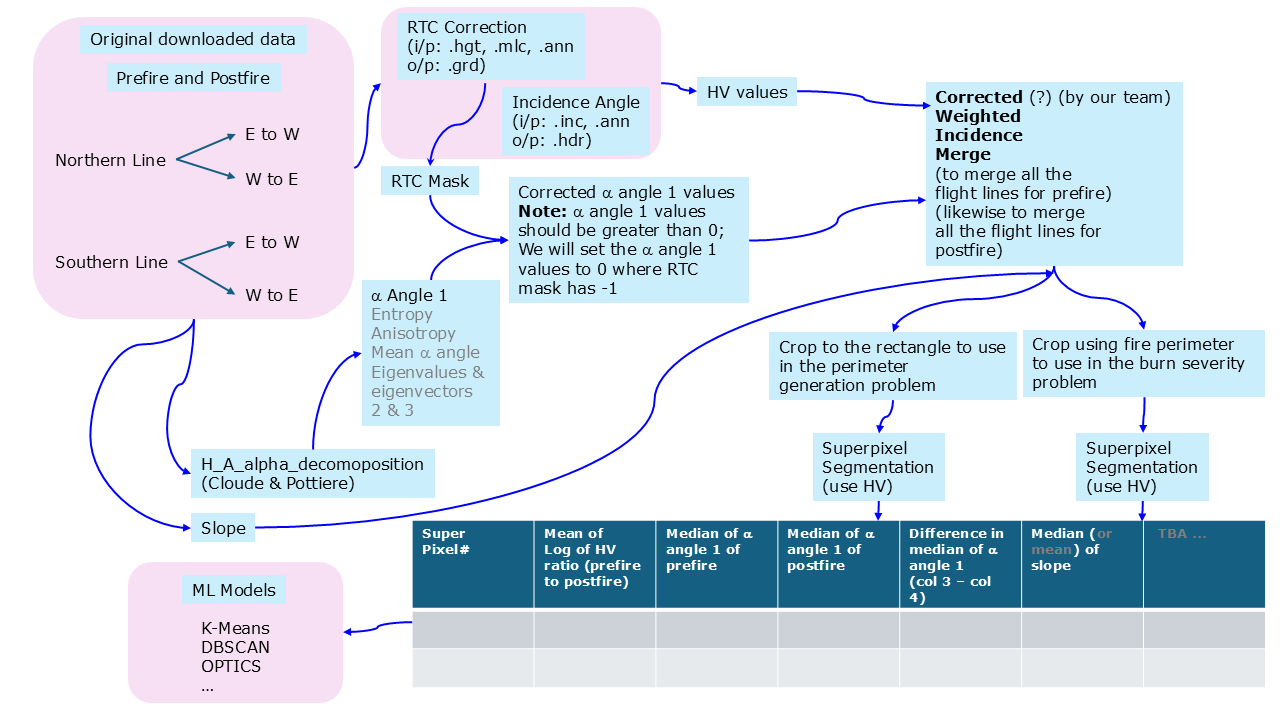 Original downloaded data
Prefire and Postfire
Northern Line
E to W
W to E
Southern Line
E to W
W to E
RTC Correction
(i/p: .hgt, .mlc, .ann
o/p: .grd)
Incidence Angle
(i/p: .inc, .ann
o/p: .hdr)
HV values
RTC Mask
Corrected α angle 1 values
Note: α angle 1 values
should be greater than 0;
We will set the α angle 1
values to 0 where RTC
mask has -1
Corrected (?) (by our team)
Weighted
Incidence
Merge
(to merge all the
flight lines for prefire)
(likewise to merge
all the flight lines for
postfire)
α Angle 1
Entropy
Anisotropy
Mean α angle
Eigenvalues &
eigenvectors
2 & 3
H_A_alpha_decomoposition
(Cloude & Pottiere)
Slope
Crop to the rectangle to use
in the perimeter
generation problem
Crop using fire perimeter
to use in the burn severity
problem
Superpixel
Segmentation
(use HV)
Superpixel
Segmentation
(use HV)
Super
Pixel#
Mean of
Log of HV
ratio (prefire
to postfire)
Median of α
angle 1 of
prefire
Median of α
angle 1 of
postfire
Difference in
median of α
angle 1
(col 3 – col
4)
Median (or
mean) of
slope
TBA ...
ML Models
K-Means
DBSCAN
OPTICS
...